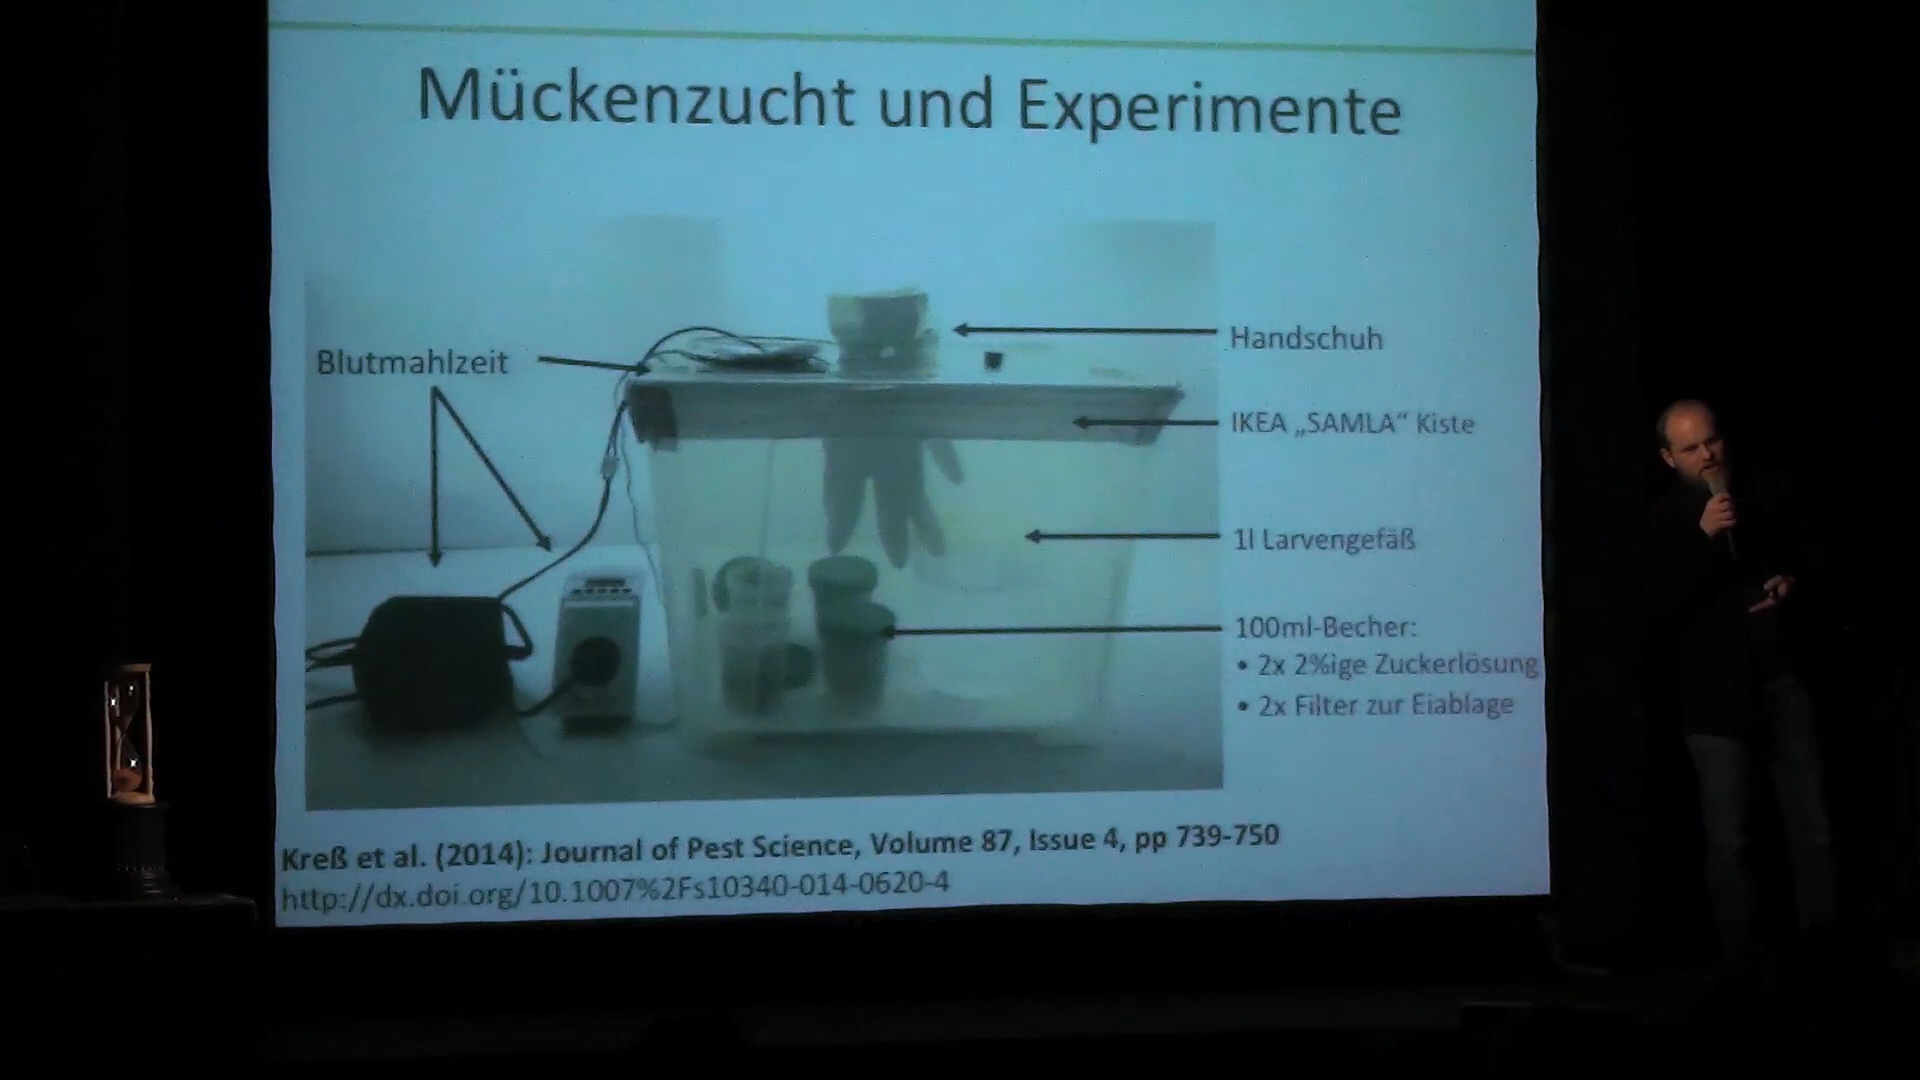 Mückenzucht und Experimente
Blutmahlzeit
Handschuh
IKEA „SAMLA“ Kiste
1l Larvengefäß
100ml-Becher:
• 2x 2%ige Zuckerlösung
• 2x Filter zur Eiablage
Kreß et al. (2014): Journal of Pest Science, Volume 87, Issue 4, pp 739-750
http://dx.doi.org/10.1007%2Fs10340-014-0620-4